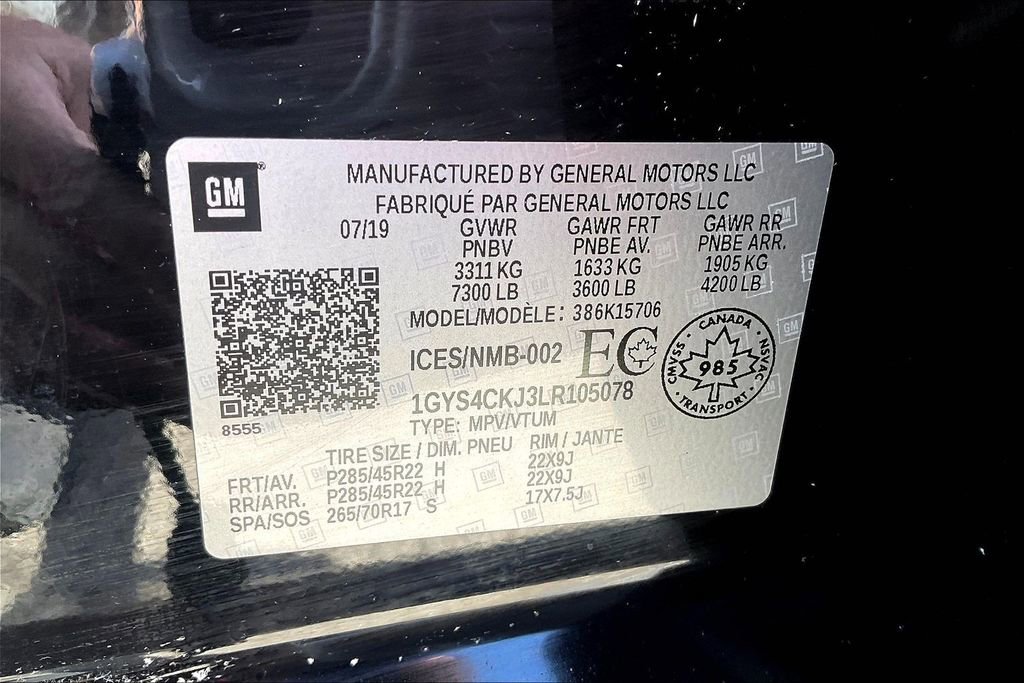 GM
MANUFACTURED BY GENERAL MOTORS LLC
FABRIQUÉ PAR GENERAL MOTORS LLC
07/19 GVWR GAWR FRT GAWR RR
PNBV PNBE AV. PNBE ARR.
3311 KG 1633 KG 1905 KG
7300 LB 3600 LB 4200 LB
MODEL/MODÈLE: 386K15706
ICES/NMB-002 EC
CANADA
CMVSS 985 NSVAC
TRANSPORT
1GYS4CKJ3LR105078
8555
TYPE: MPV/VTUM
TIRE SIZE / DIM. PNEU RIM / JANTE
FRT/AV. P285/45R22 H 22X9J
RR/ARR. P285/45R22 H 22X9J
SPA/SOS 265/70R17 S 17X7.5J